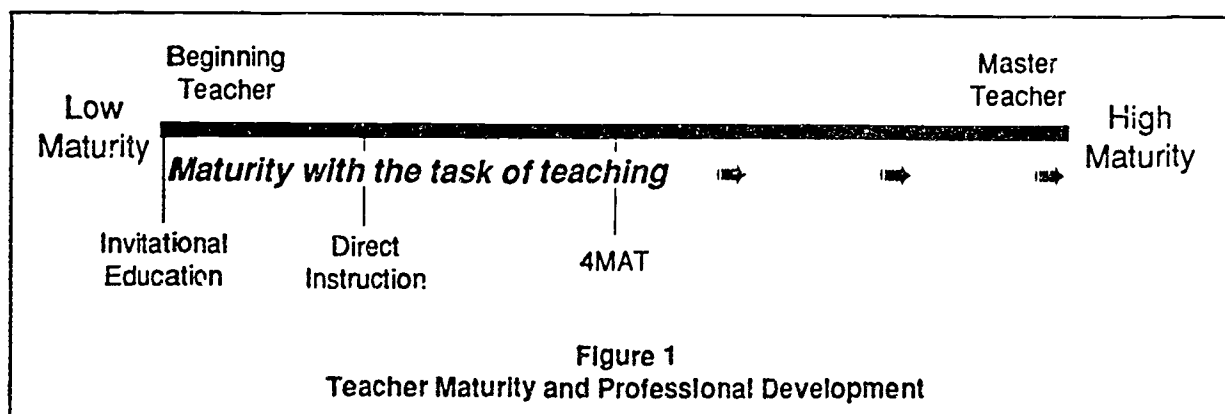 Beginning
Teacher
Master
Teacher
Low
Maturity
High
Maturity
Maturity with the task of teaching
Invitational
Education
Direct
Instruction
4MAT
Figure 1
Teacher Maturity and Professional Development